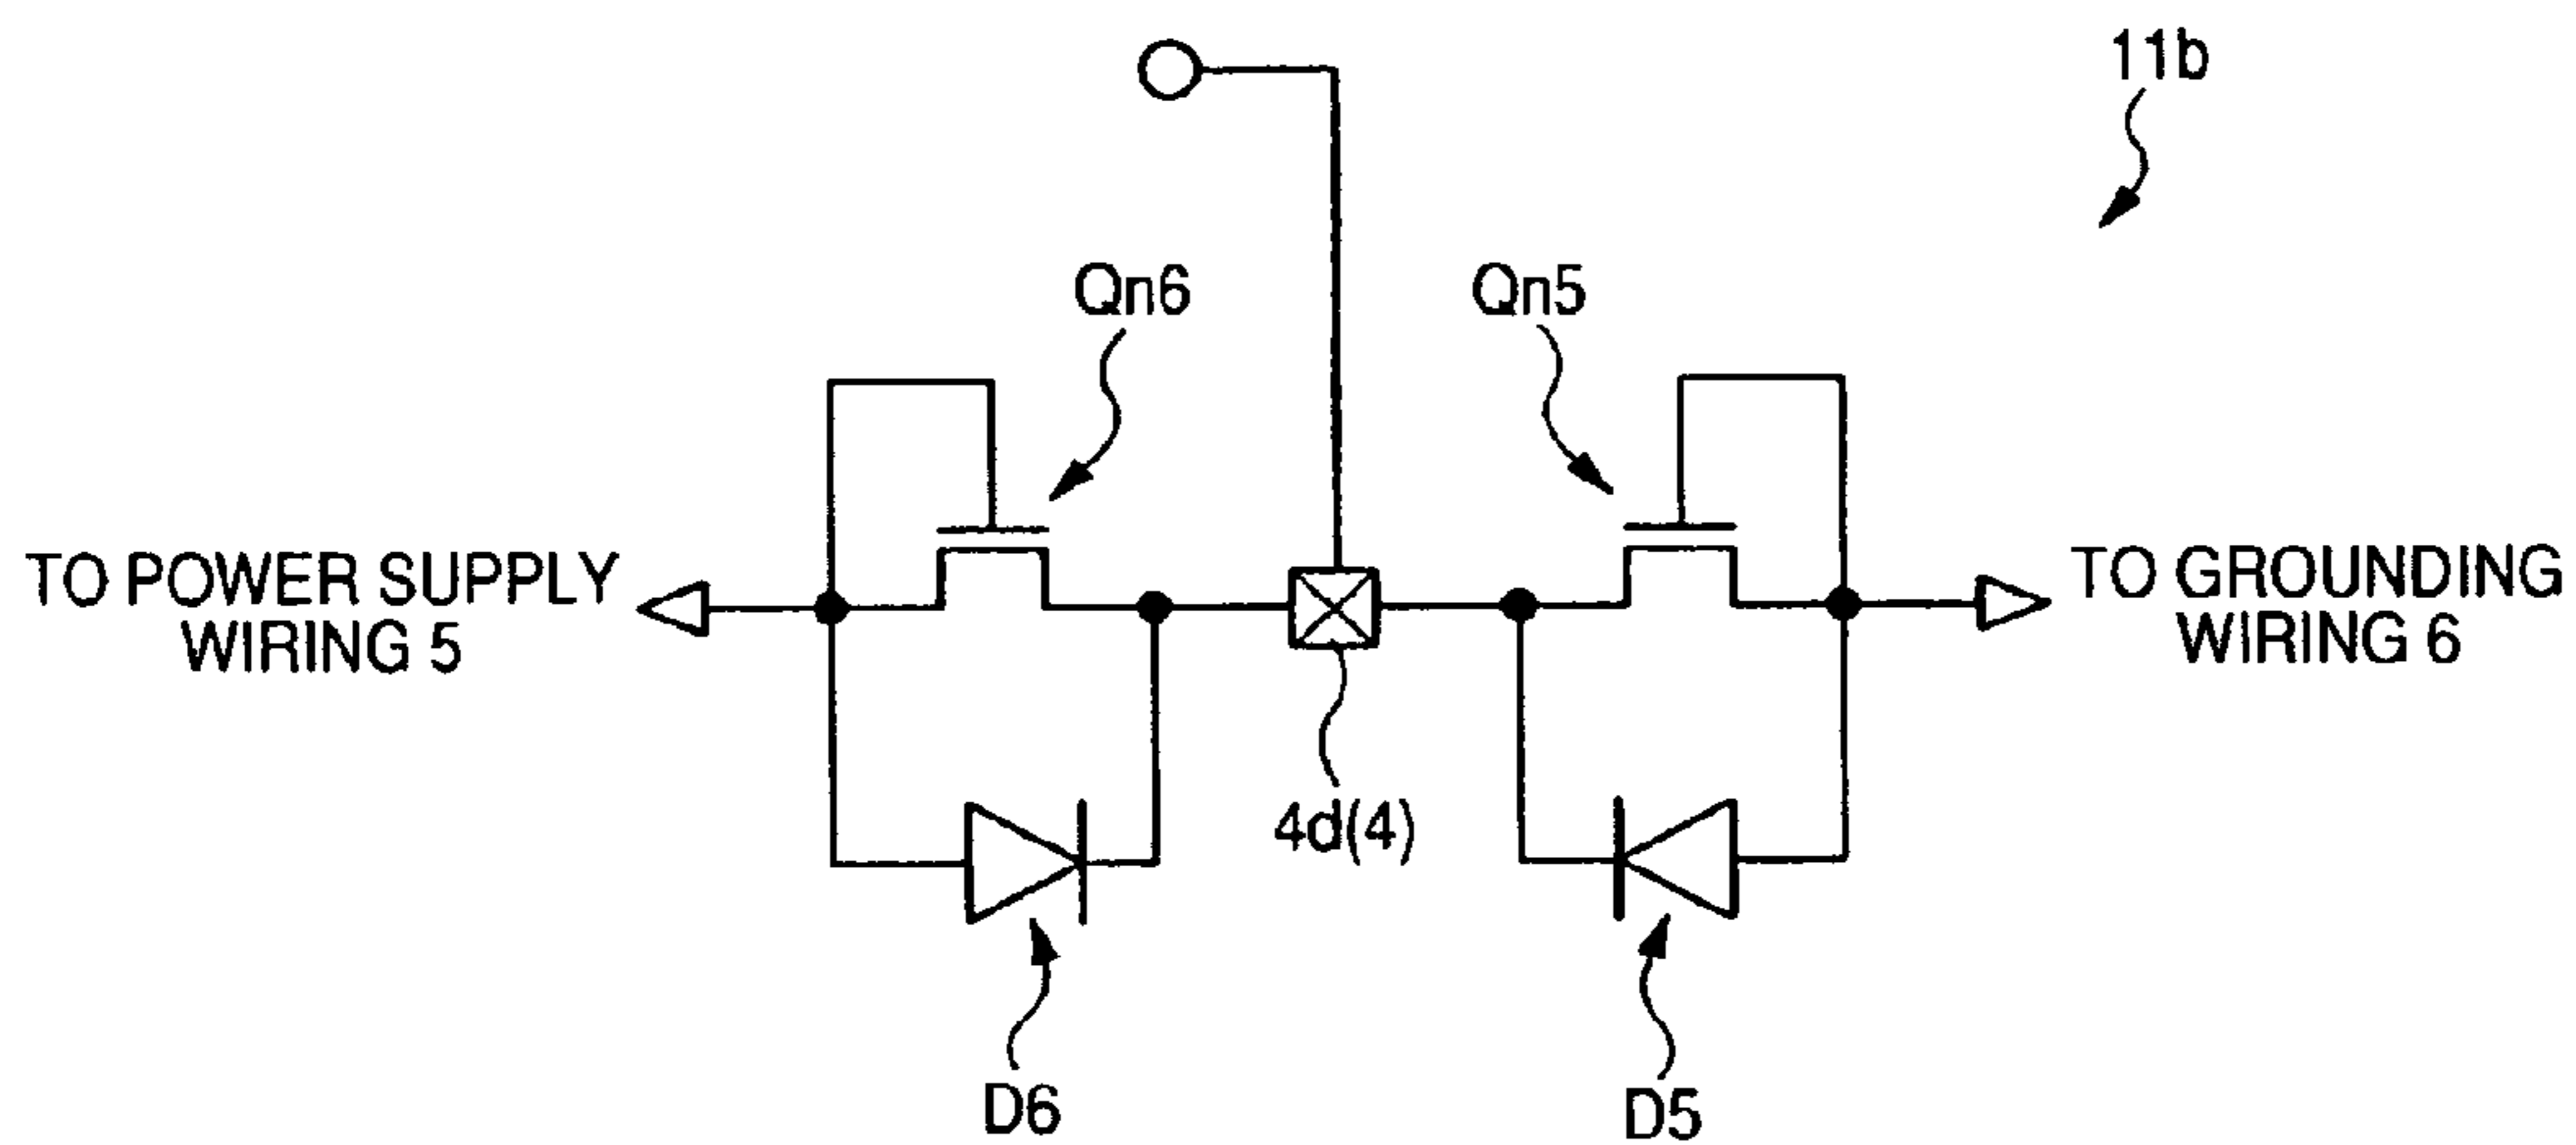 11b
Qn6
Qn5
TO POWER SUPPLY
WIRING 5
TO GROUNDING
WIRING 6
4d(4)
D6
D5